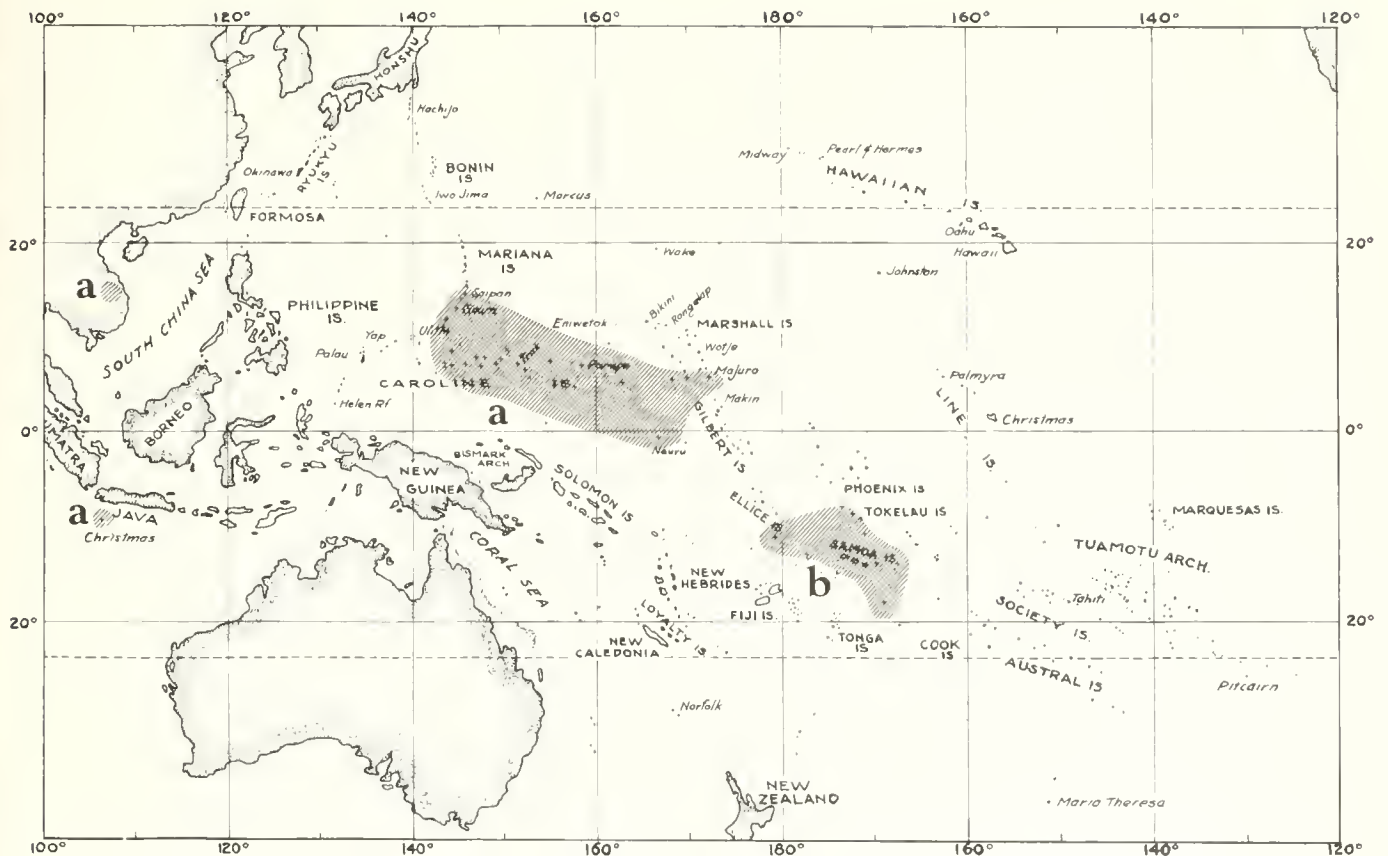 100° 120° 140° 160° 180° 160° 140° 120°
HONSHU
Hachijo
Midway
Pearl & Hermes
Okinawa
RYUKYU
IS
BONIN
IS
HAWAIIAN
IS.
Iwo Jima
Marcus
FORMOSA
Oahu
20°
20°
Hawaii
MARIANA
IS
Wake
Johnston
a
SOUTH CHINA SEA
Saipan
Guam
PHILIPPINE
IS.
Bikini
Rongelap
Eniwetok
MARSHALL IS
Ulithi
Yap
Wotje
Palau
Truk
Ponape
Majuro
Palmyra
CAROLINE IS.
Makin
LINE
IS
Helen Rf
a
GILBERT IS
Christmas
BORNEO
0°
0°
UMATRA
Nauru
BISMARK
ARCH
NEW
GUINEA
SOLOMON IS
PHOENIX IS
TOKELAU IS
ELLICE IS
MARQUESAS IS.
a
JAVA
Christmas
CORAL SEA
SAMOA IS.
TUAMOTU ARCH.
NEW
HEBRIDES
b
FIJI IS.
LOYALTY IS
Tahiti
SOCIETY IS.
20°
20°
NEW
CALEDONIA
TONGA
IS
COOK
IS
AUSTRAL IS
Pitcairn
Norfolk
NEW
ZEALAND
Maria Theresa
100° 120° 140° 160° 180° 160° 140° 120°